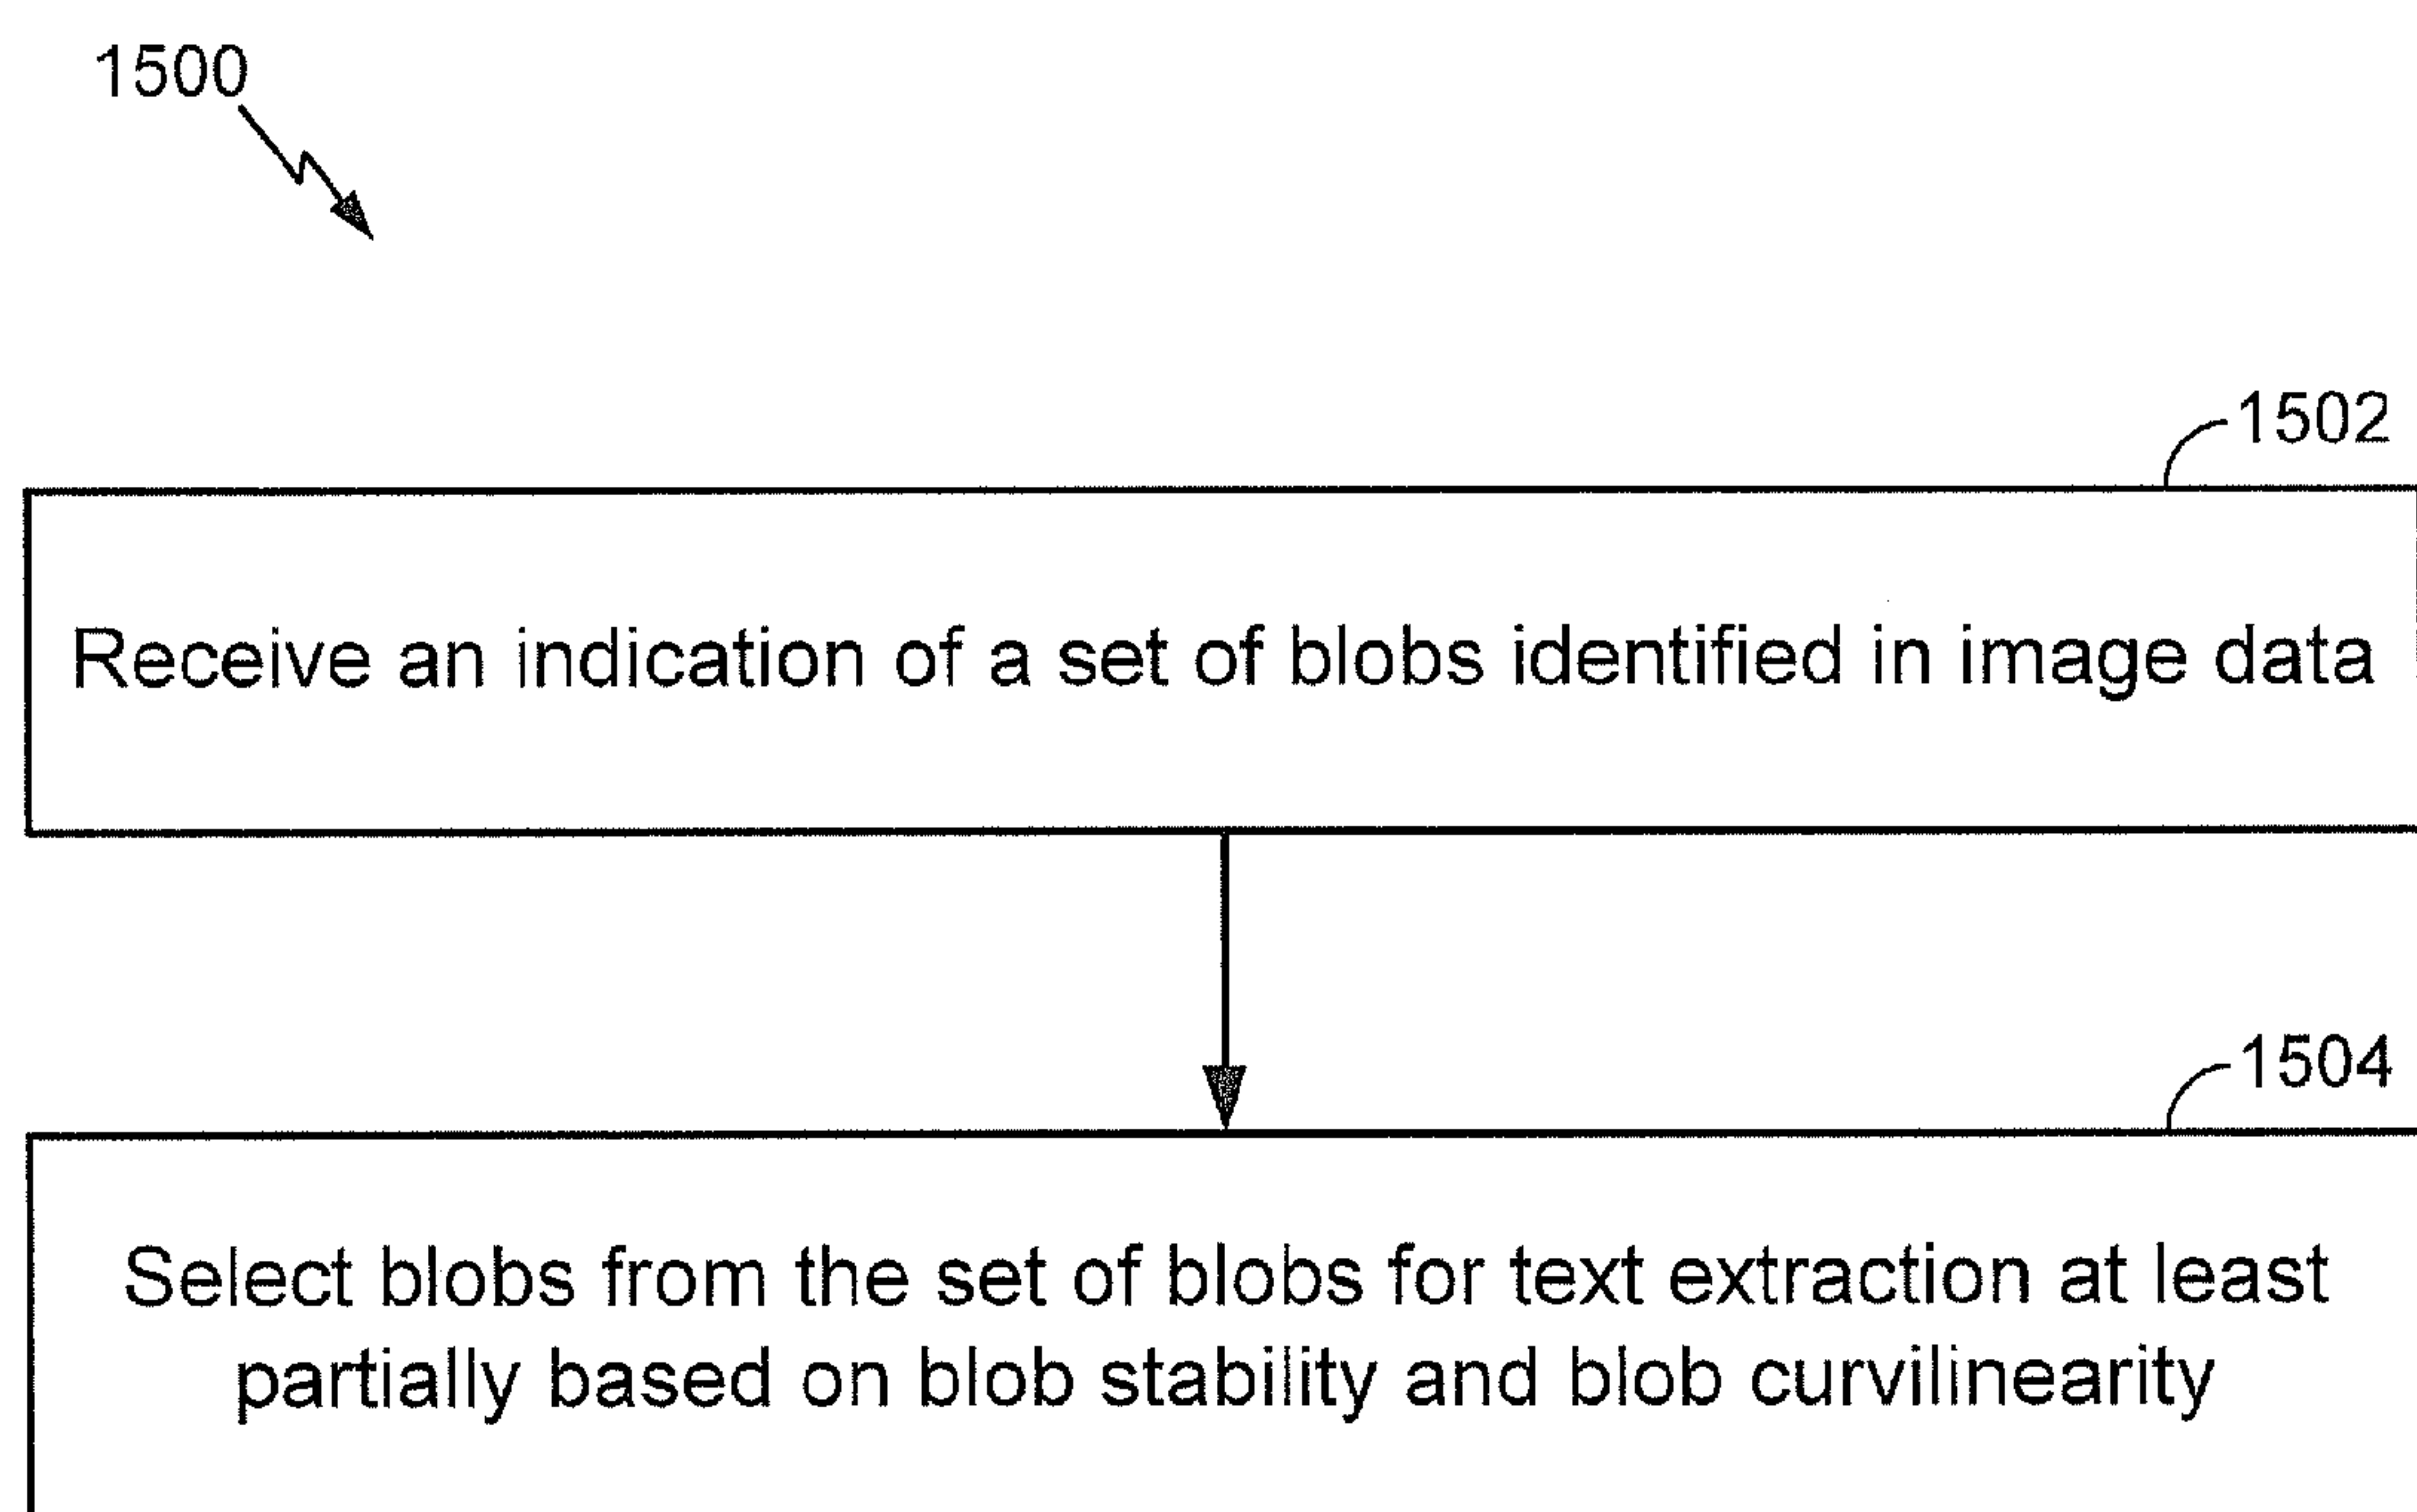 1500
1502
Receive an indication of a set of blobs identified in image data
1504
Select blobs from the set of blobs for text extraction at least
partially based on blob stability and blob curvilinearity